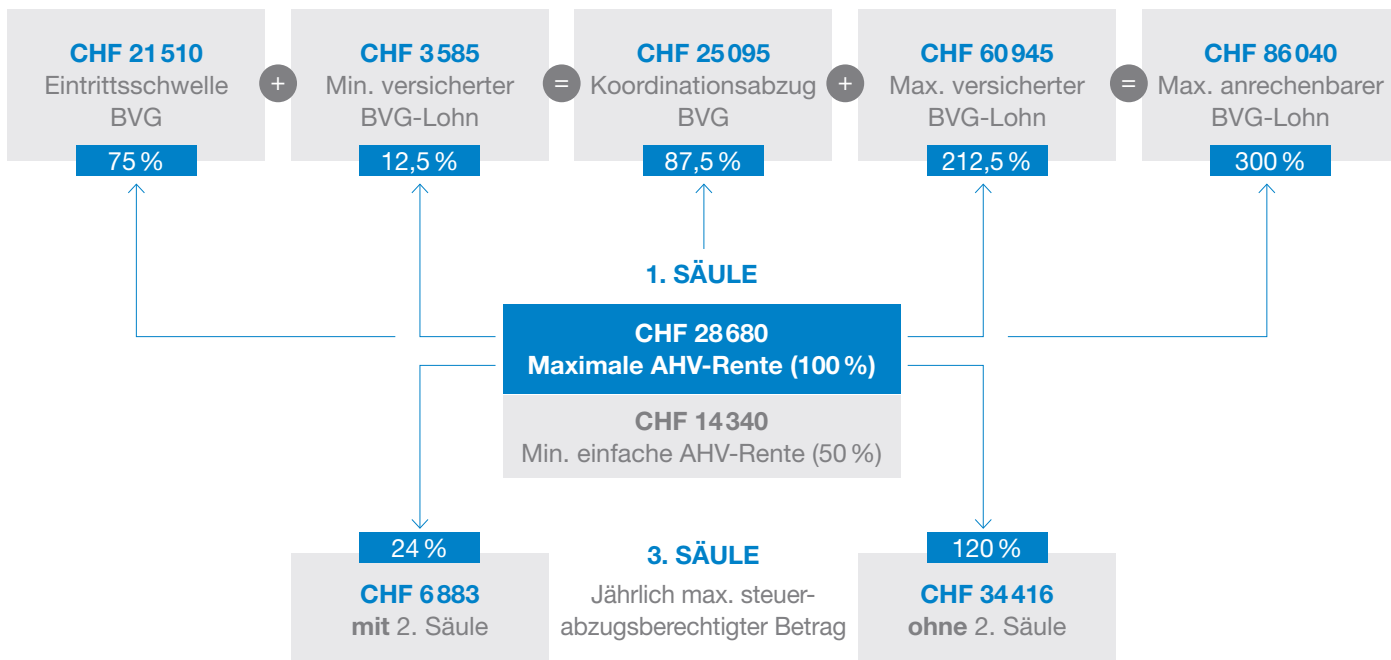 CHF 21 510
Eintrittsschwelle
BVG
75 %
+
CHF 3 585
Min. versicherter
BVG-Lohn
12,5 %
=
CHF 25 095
Koordinationsabzug
BVG
87,5 %
+
CHF 60 945
Max. versicherter
BVG-Lohn
212,5 %
=
CHF 86 040
Max. anrechenbarer
BVG-Lohn
300 %
1. SÄULE
CHF 28 680
Maximale AHV-Rente (100 %)
CHF 14 340
Min. einfache AHV-Rente (50 %)
24 %
CHF 6 883
mit 2. Säule
3. SÄULE
Jährlich max. steuer-
abzugsberechtigter Betrag
120 %
CHF 34 416
ohne 2. Säule